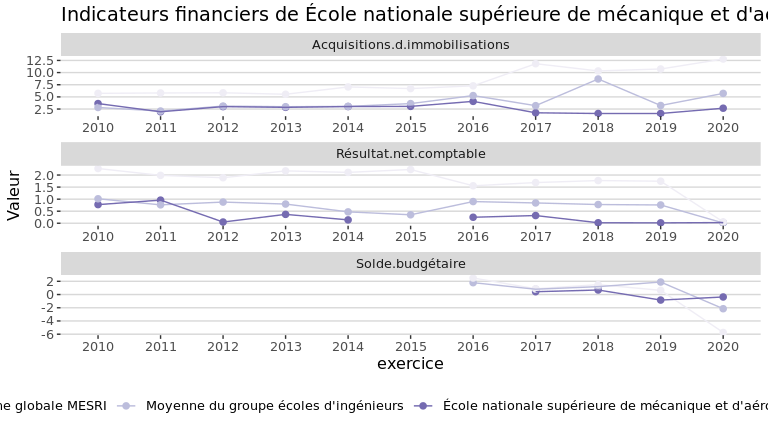 Indicateurs financiers de École nationale supérieure de mécanique et d'aé
Acquisitions.d.immobilisations
12.5
10.0
7.5
5.0
2.5
2010 2011 2012 2013 2014 2015 2016 2017 2018 2019 2020
Résultat.net.comptable
2.0
1.5
1.0
0.5
0.0
2010 2011 2012 2013 2014 2015 2016 2017 2018 2019 2020
Valeur
Solde.budgétaire
2
0
-2
-4
-6
2010 2011 2012 2013 2014 2015 2016 2017 2018 2019 2020
exercice
ne globale MESRI Moyenne du groupe écoles d'ingénieurs École nationale supérieure de mécanique et d'aéro